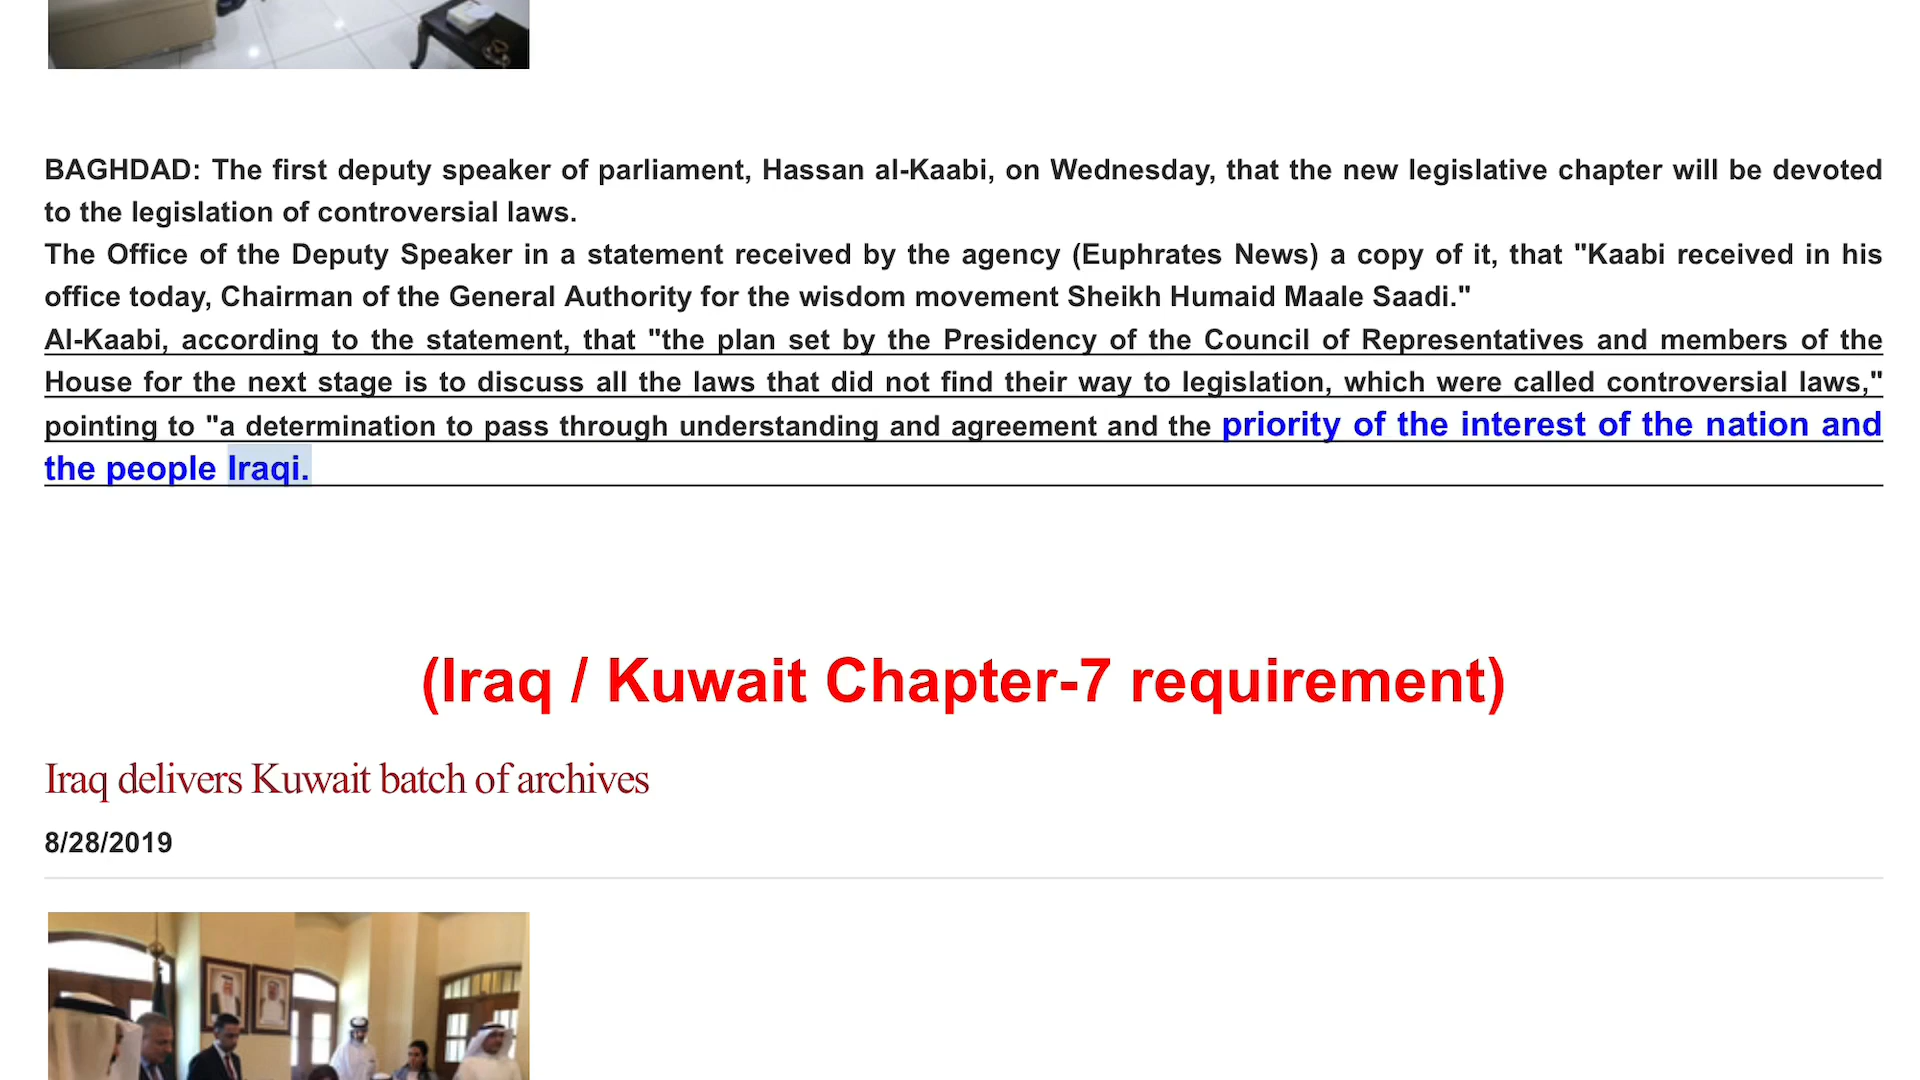 BAGHDAD: The first deputy speaker of parliament, Hassan al-Kaabi, on Wednesday, that the new legislative chapter will be devoted
to the legislation of controversial laws.
The Office of the Deputy Speaker in a statement received by the agency (Euphrates News) a copy of it, that "Kaabi received in his
office today, Chairman of the General Authority for the wisdom movement Sheikh Humaid Maale Saadi."
Al-Kaabi, according to the statement, that "the plan set by the Presidency of the Council of Representatives and members of the
House for the next stage is to discuss all the laws that did not find their way to legislation, which were called controversial laws,"
pointing to "a determination to pass through understanding and agreement and the priority of the interest of the nation and
the people Iraqi.
(Iraq / Kuwait Chapter-7 requirement)
Iraq delivers Kuwait batch of archives
8/28/2019